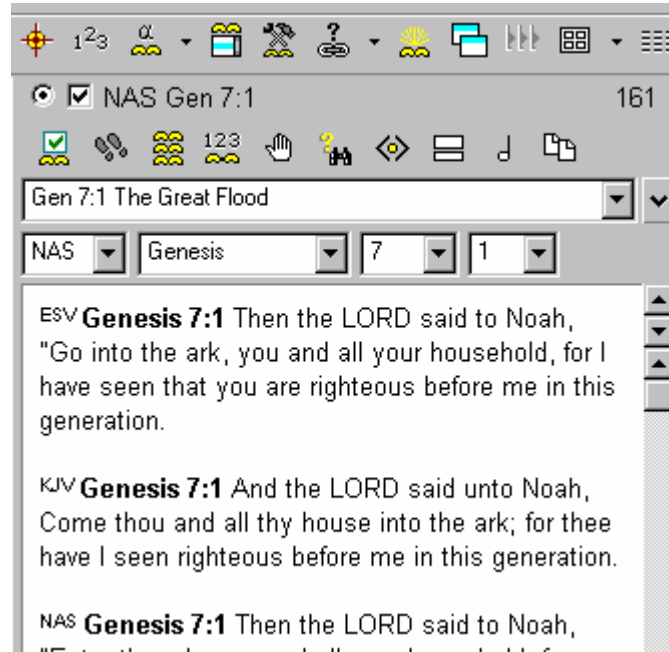 1²3
α
?
NAS Gen 7:1 161
123
?
Gen 7:1 The Great Flood
NAS Genesis 7 1
ESV Genesis 7:1 Then the LORD said to Noah,
"Go into the ark, you and all your household, for I
have seen that you are righteous before me in this
generation.
KJV Genesis 7:1 And the LORD said unto Noah,
Come thou and all thy house into the ark; for thee
have I seen righteous before me in this generation.
NAS Genesis 7:1 Then the LORD said to Noah,